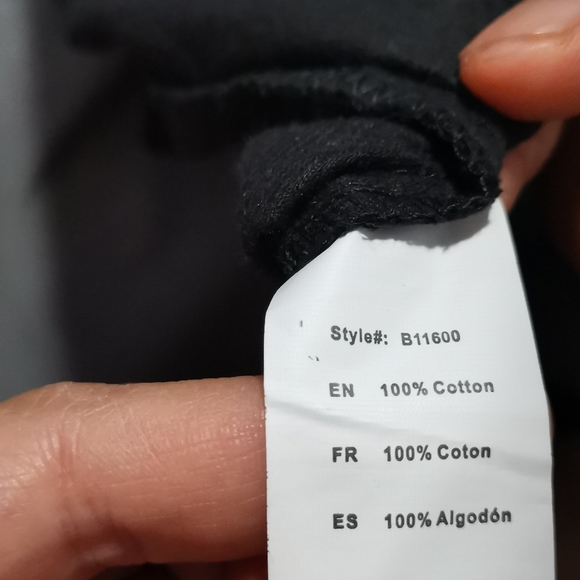 Style#: B11600
EN 100% Cotton
FR 100% Coton
ES 100% Algodón